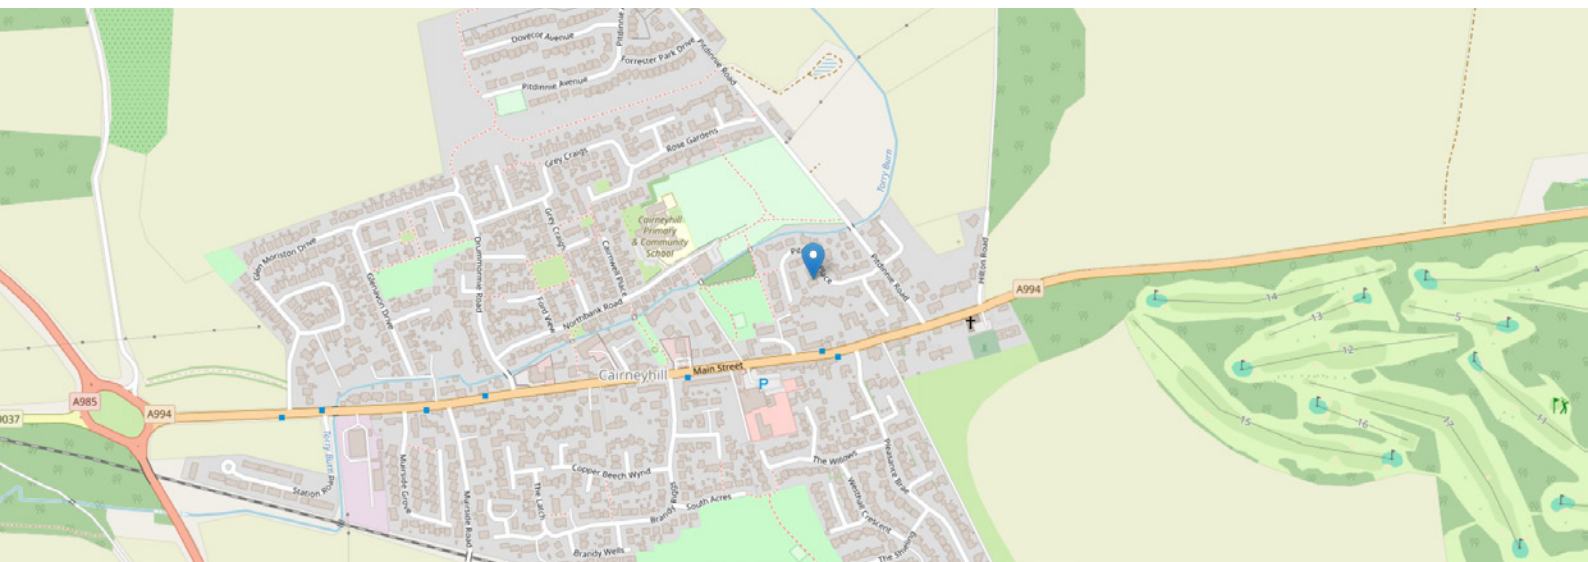 Dovecot Avenue
Forrester Park Drive
Pitdinnie Road
Pitdinnie Avenue
Rose Gardens
Grey Craigs
Torry Burn
Cairneyhill
Primary
& Community
School
Grey Craigs
Cairnwell Place
Glen Moriston Drive
Drummormie Road
Glenavon Drive
Ford View
Northbank Road
Pitdinnie Road
Hilton Road
A994
4
14
13
5
12
15
16
17
11
Main Street
Cairneyhill
P
A985
A994
Torry Burn
Station Road
Muirside Grove
Muirside Road
Copper Beech Wynd
The Latch
Brandy Riggs
South Acres
Brandy Wells
The Willows
Pleasance Brae
Westhall Crescent
The Shieling